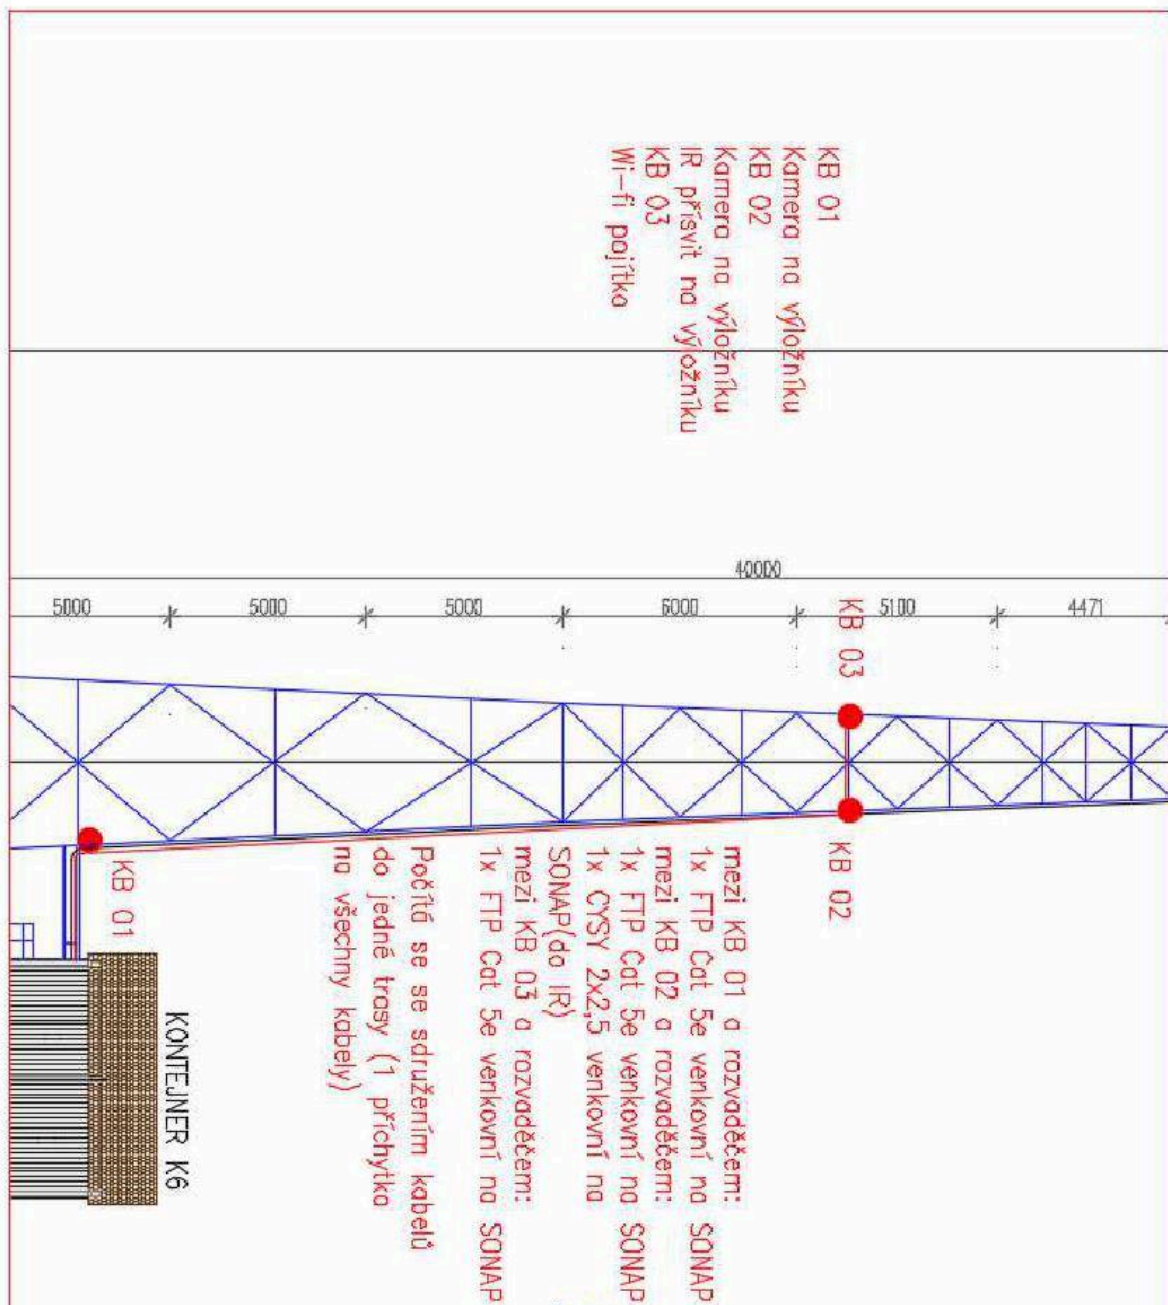 KB 01
Kamera na výložníku
KB 02
Kamera na výložníku
IR přísvit na výložníku
KB 03
Wi-fi pojítko
40000
5000
5000
5000
6000
5100
4471
KB 03
KB 02
KB 01
mezi KB 01 a rozvaděčem:
1x FTP Cat 5e venkovní na SONAP
mezi KB 02 a rozvaděčem:
1x FTP Cat 5e venkovní na SONAP
1x CYSY 2x2,5 venkovní na
SONAP(do IR)
mezi KB 03 a rozvaděčem:
1x FTP Cat 5e venkovní na SONAP
Počítá se se sdružením kabelů
do jedné trasy (1 příchytka
na všechny kabely)
KONTEJNER K6